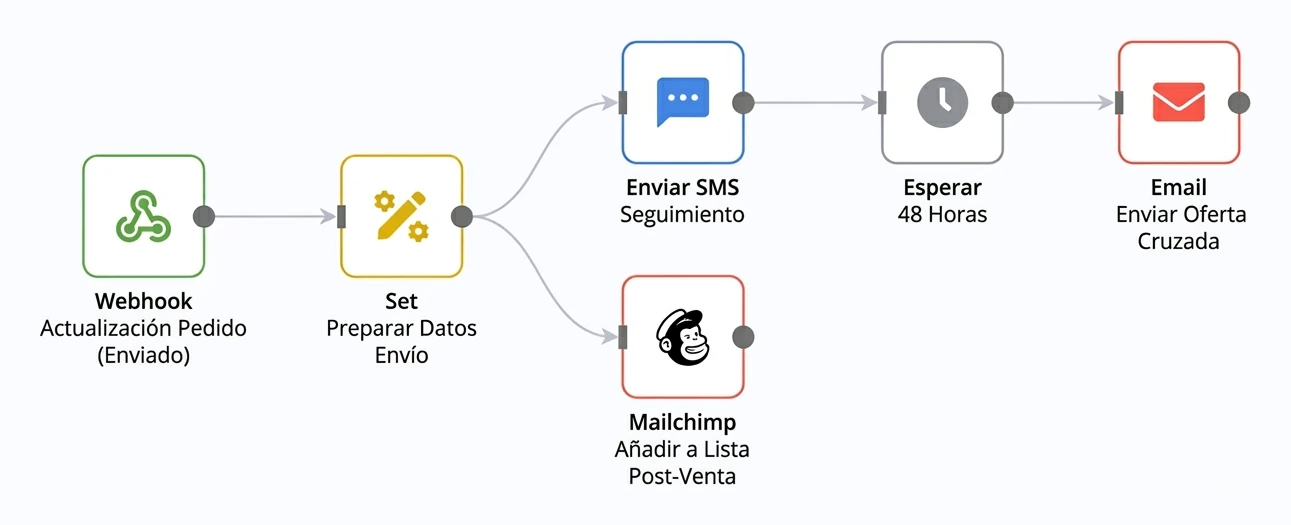 Webhook
Actualización Pedido
(Enviado)
Set
Preparar Datos
Envío
Enviar SMS
Seguimiento
Esperar
48 Horas
Email
Enviar Oferta
Cruzada
Mailchimp
Añadir a Lista
Post-Venta